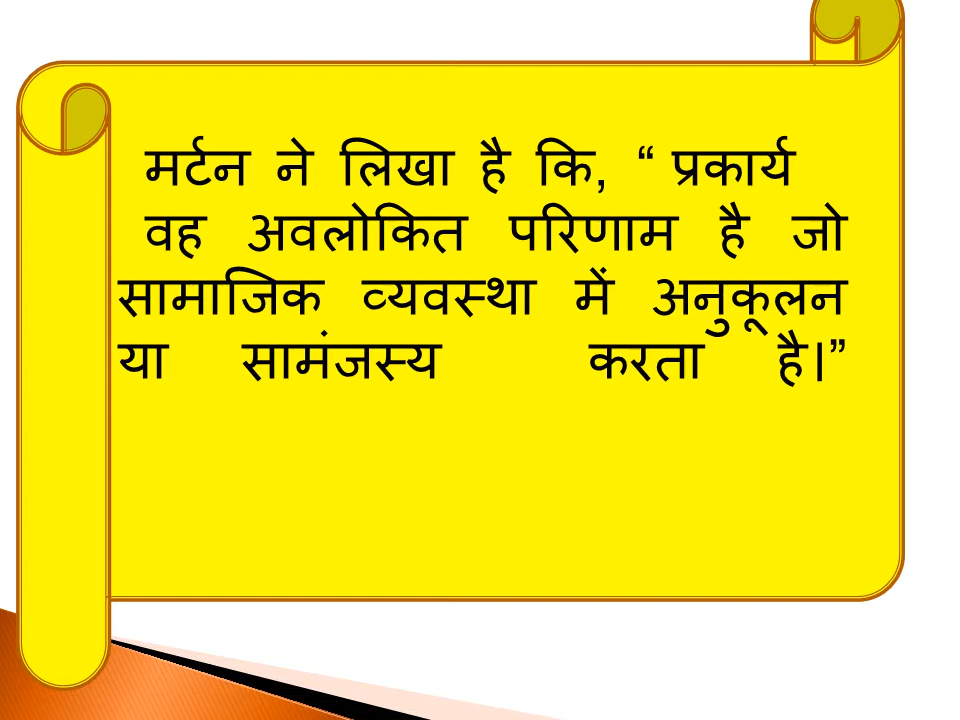 मर्टन ने लिखा है कि, “ प्रकार्य
वह अवलोकित परिणाम है जो
सामाजिक व्यवस्था में अनुकूलन
या सामंजस्य करता है।”